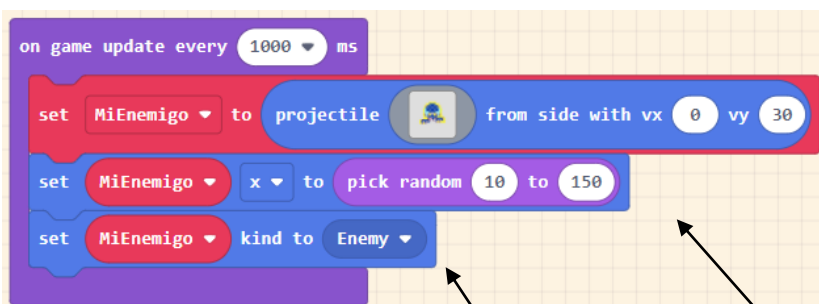 on game update every 1000 ms
set MiEnemigo to projectile from side with vx 0 vy 30
set MiEnemigo x to pick random 10 to 150
set MiEnemigo kind to Enemy